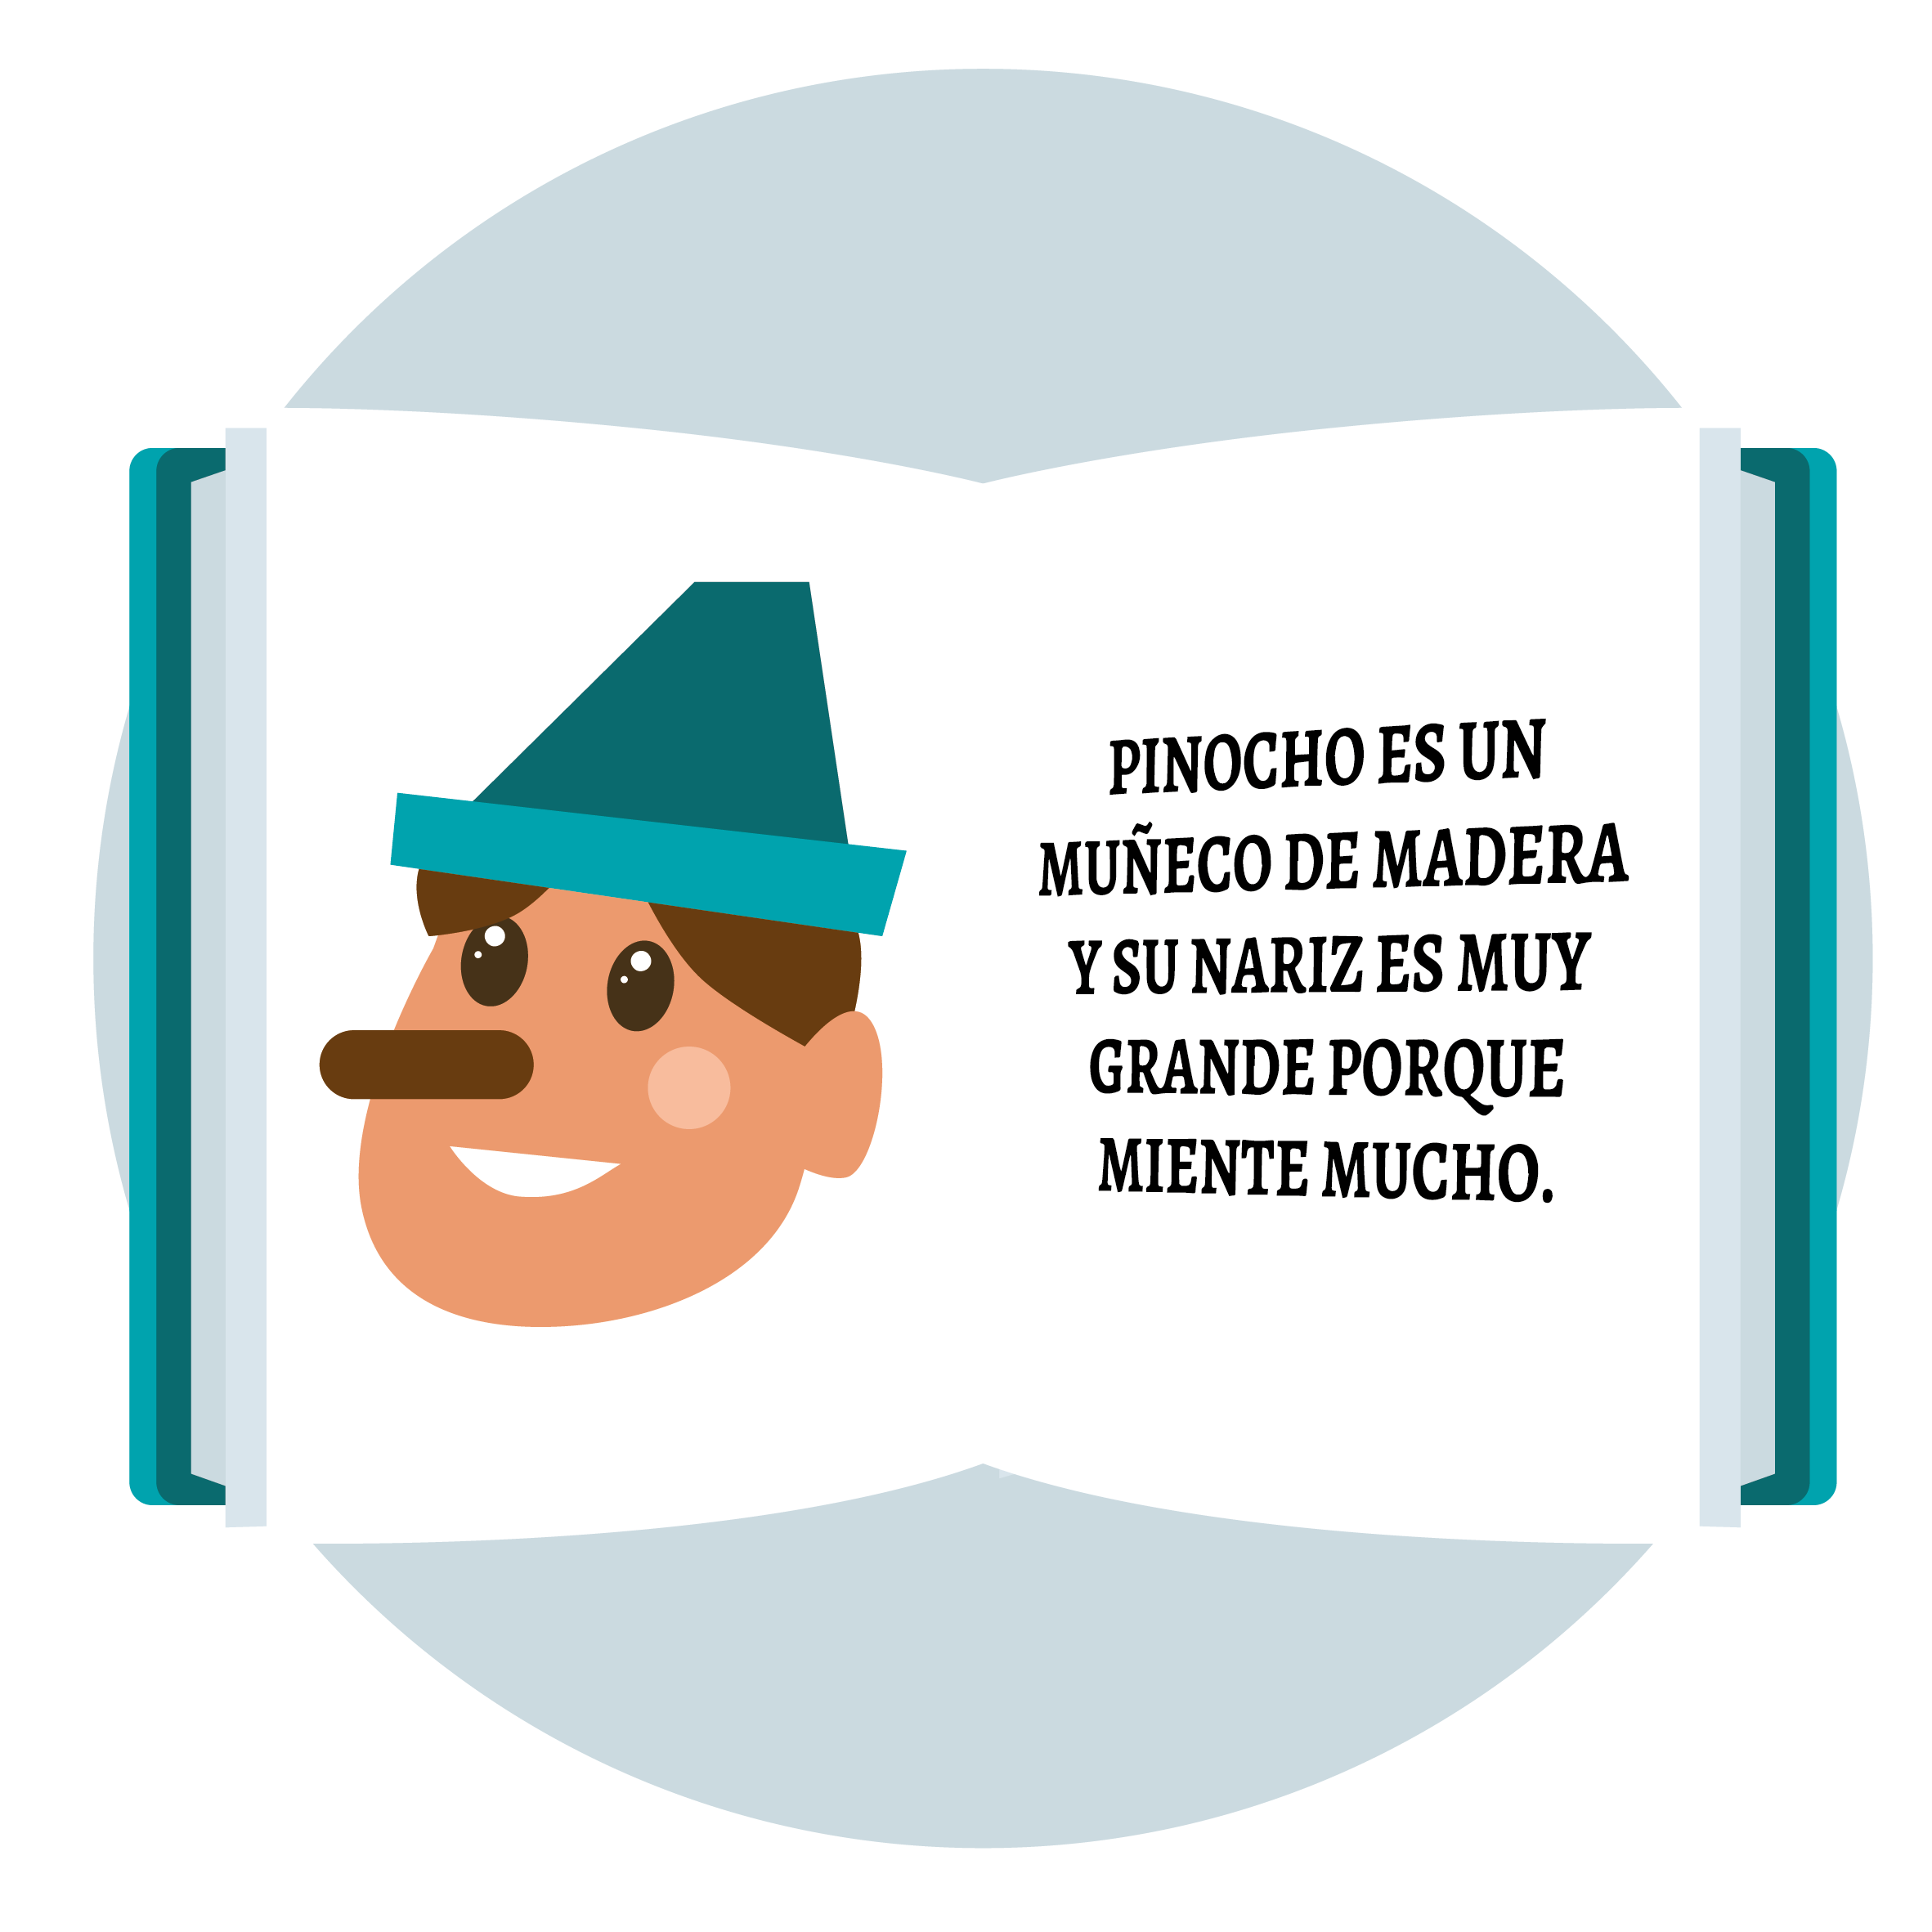 PINOCHO ES UN
MUÑECO DE MADERA
Y SU NARIZ ES MUY
GRANDE PORQUE
MIENTE MUCHO.